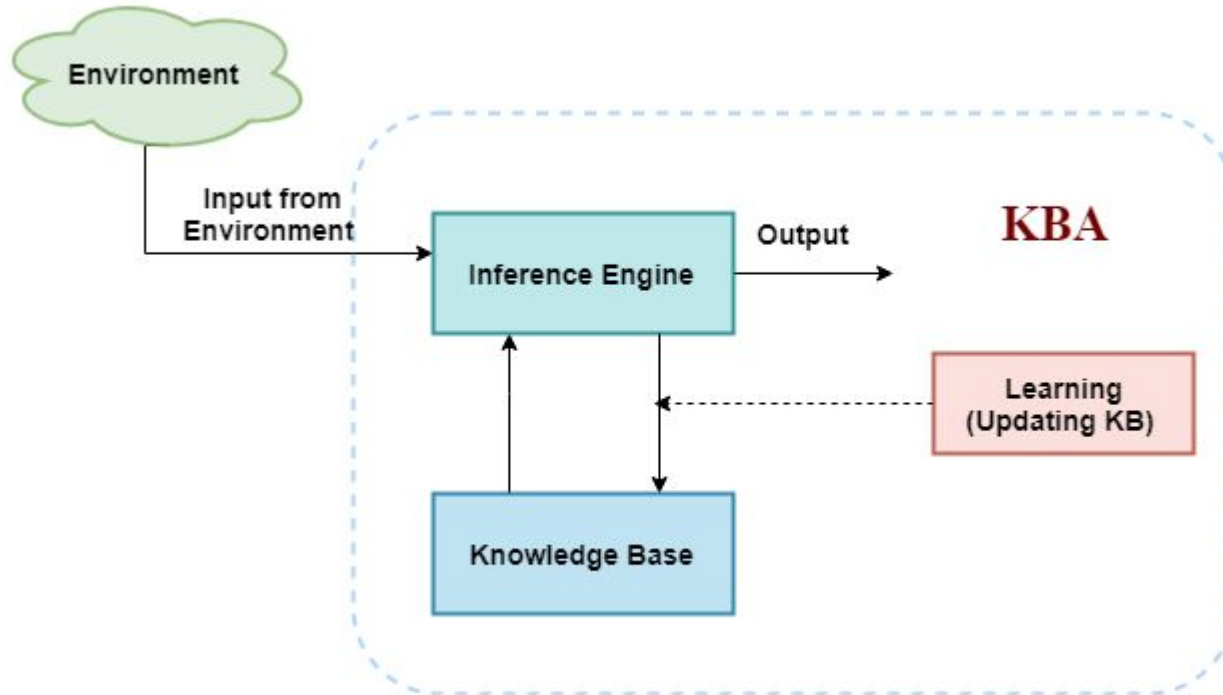 Environment
Input from
Environment
Inference Engine
Output
KBA
Learning
(Updating KB)
Knowledge Base